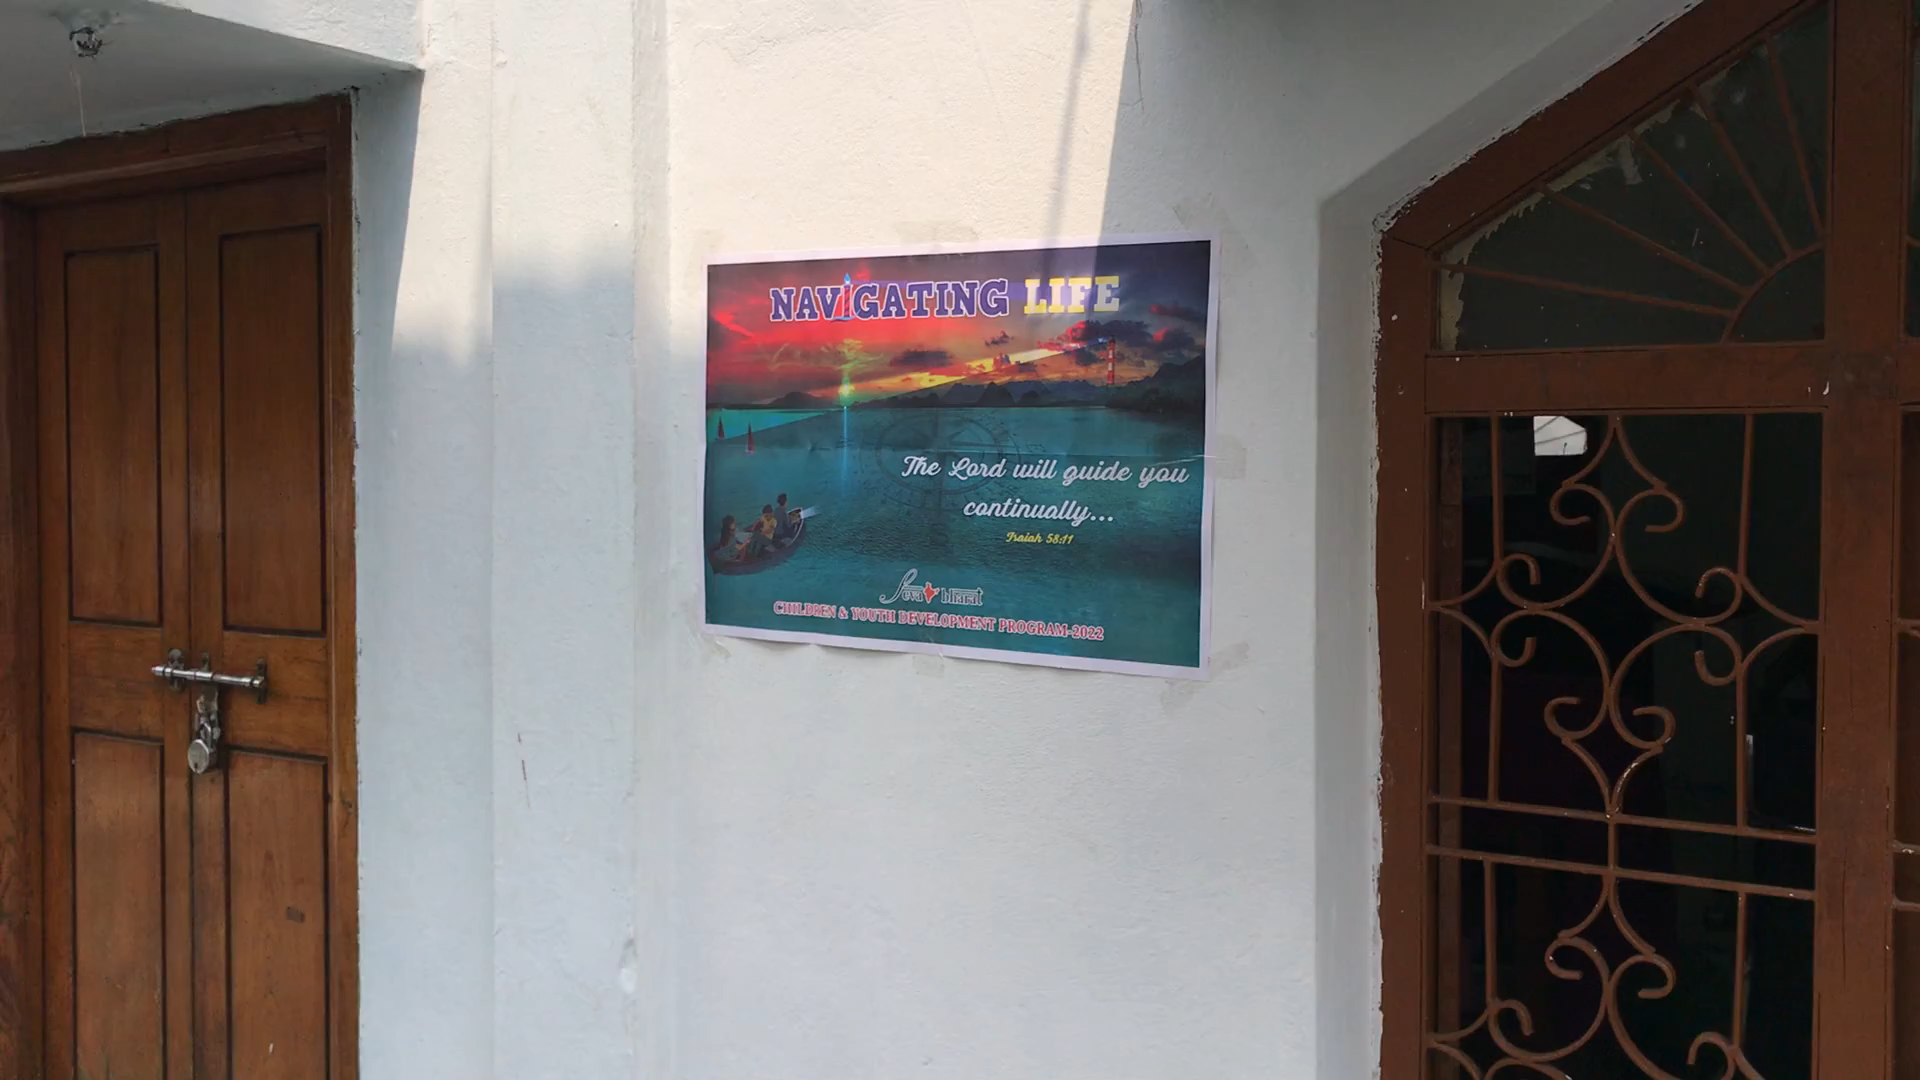 NAVIGATING LIFE
The Lord will guide you
continually...
Isaiah 58:11
Seva bharat
CHILDREN & YOUTH DEVELOPMENT PROGRAM-2022